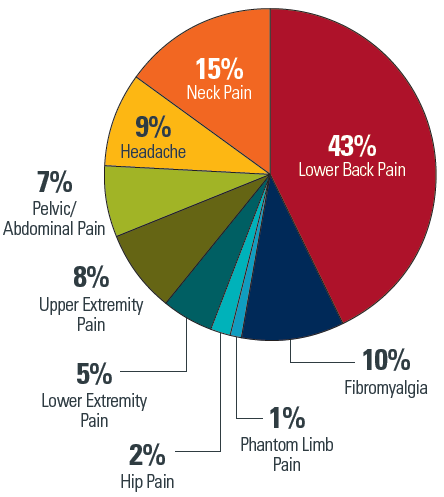 15%
Neck Pain
9%
Headache
43%
Lower Back Pain
7%
Pelvic/
Abdominal Pain
8%
Upper Extremity
Pain
10%
Fibromyalgia
5%
Lower Extremity
Pain
1%
Phantom Limb
Pain
2%
Hip Pain